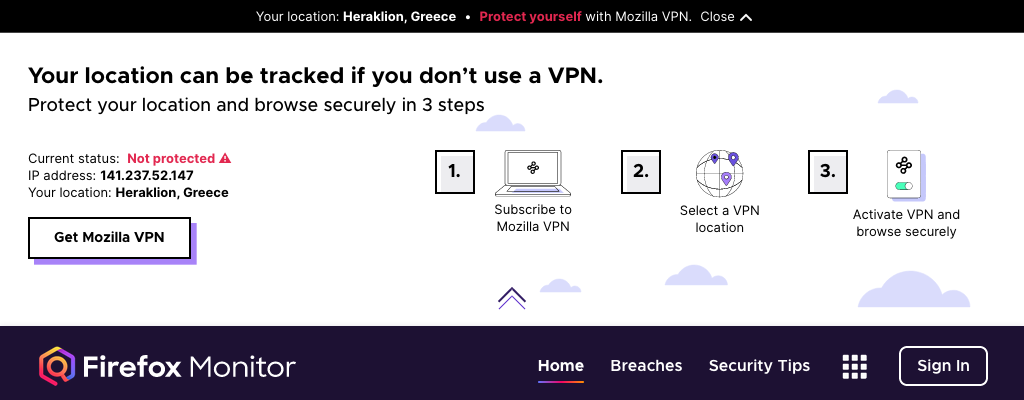 Your location: Heraklion, Greece • Protect yourself with Mozilla VPN. Close
Your location can be tracked if you don’t use a VPN.
Protect your location and browse securely in 3 steps
Current status: Not protected
IP address: 141.237.52.147
Your location: Heraklion, Greece
Get Mozilla VPN
1.
Subscribe to
Mozilla VPN
2.
Select a VPN
location
3.
Activate VPN and
browse securely
Firefox Monitor
Home
Breaches
Security Tips
Sign In